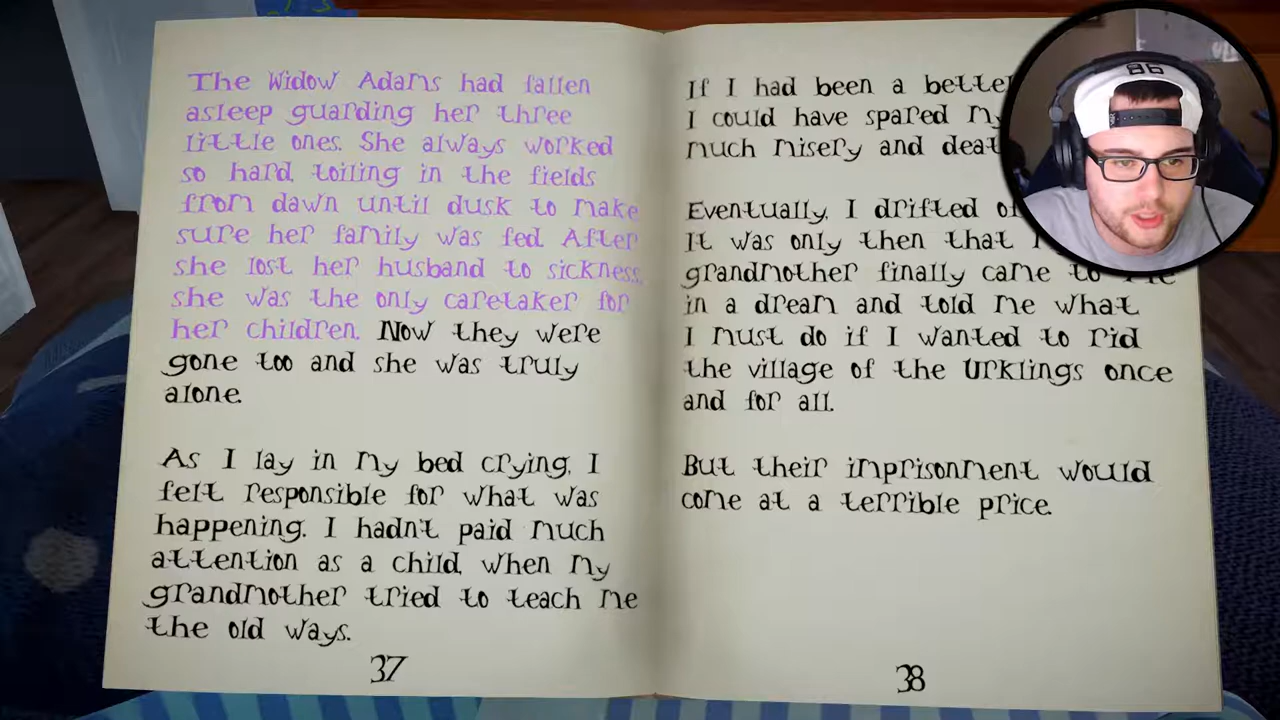 The Widow Adams had fallen
asleep guarding her three
little ones. She always worked
so hard toiling in the fields
from dawn until dusk to make
sure her family was fed. After
she lost her husband to sickness,
she was the only caretaker for
her children. Now they were
gone too and she was truly
alone.
As I lay in my bed crying, I
felt responsible for what was
happening. I hadn't paid much
attention as a child, when my
grandmother tried to teach me
the old ways.
37
If I had been a better
I could have spared my
much misery and deat
Eventually, I drifted of
It was only then that
grandmother finally came to me
in a dream and told me what
I must do if I wanted to rid
the village of the Urklings once
and for all.
But their imprisonment would
come at a terrible price.
38
86